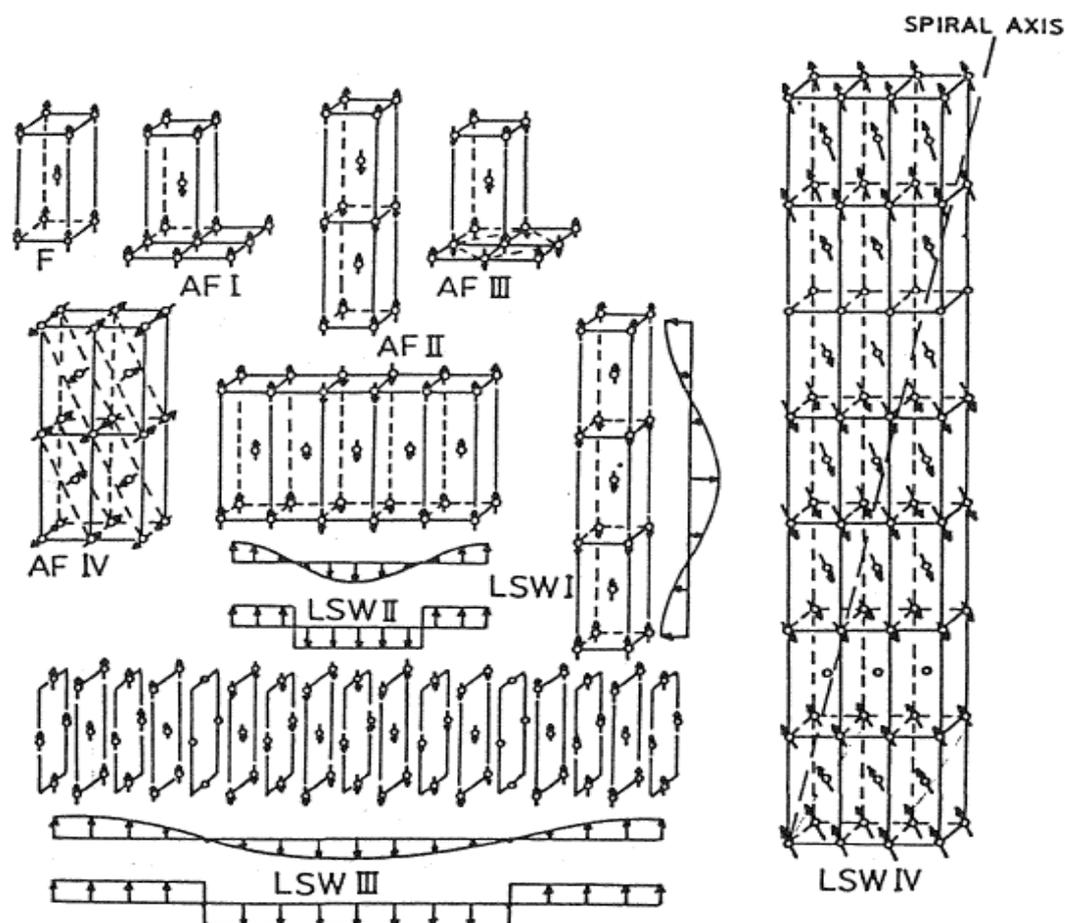 SPIRAL AXIS
F
AF I
AF II
AF III
AF IV
LSW II
LSW I
LSW III
LSW IV